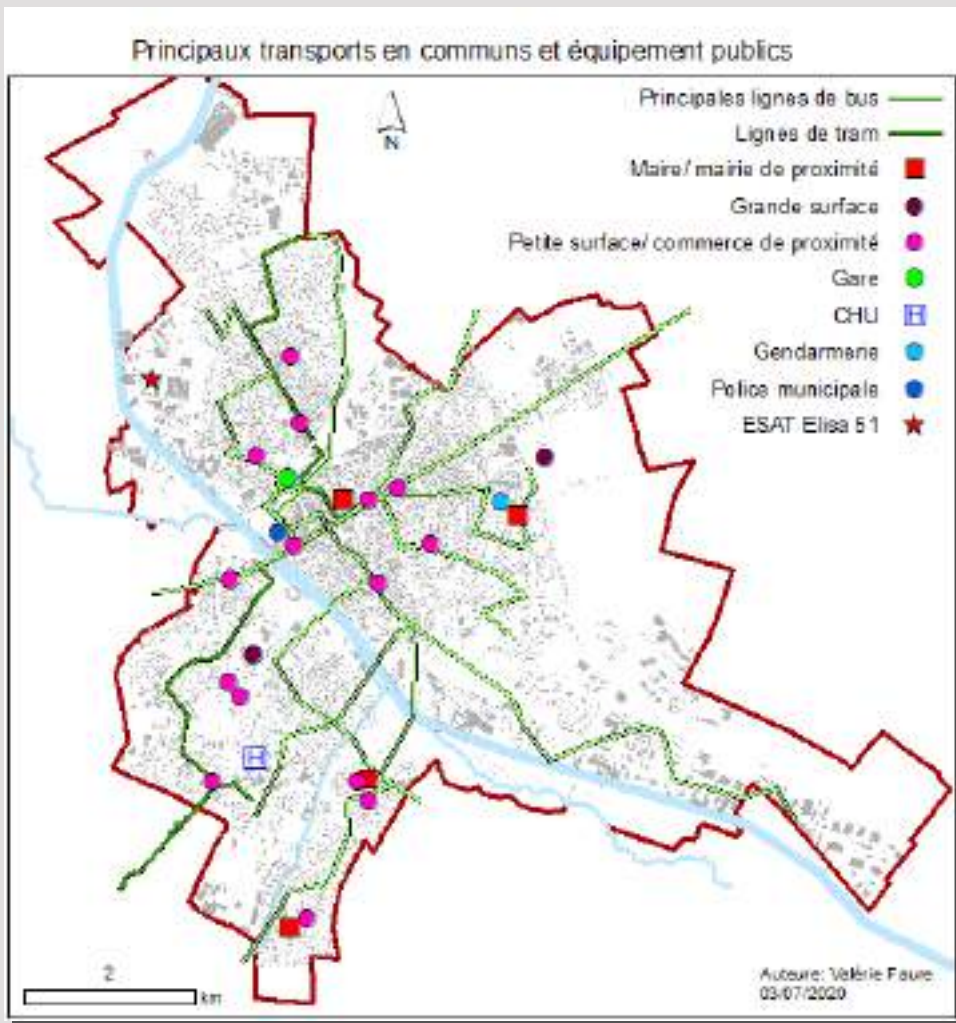 Principaux transports en communs et équipement publics
N
Principales lignes de bus
Lignes de tram
Maire/ mairie de proximité
Grande surface
Petite surface/ commerce de proximité
Gare
CHU
H
Gendarmerie
Police municipale
ESAT Elisa 51
H
2
km
Auteure: Valérie Faure
03/07/2020